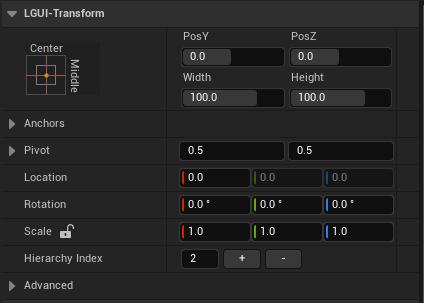 LGUI-Transform
Center
Middle
PosY PosZ
0.0 0.0
Width Height
100.0 100.0
Anchors
Pivot 0.5 0.5
Location 0.0 0.0 0.0
Rotation 0.0 ° 0.0 ° 0.0 °
Scale 1.0 1.0 1.0
Hierarchy Index 2 + -
Advanced